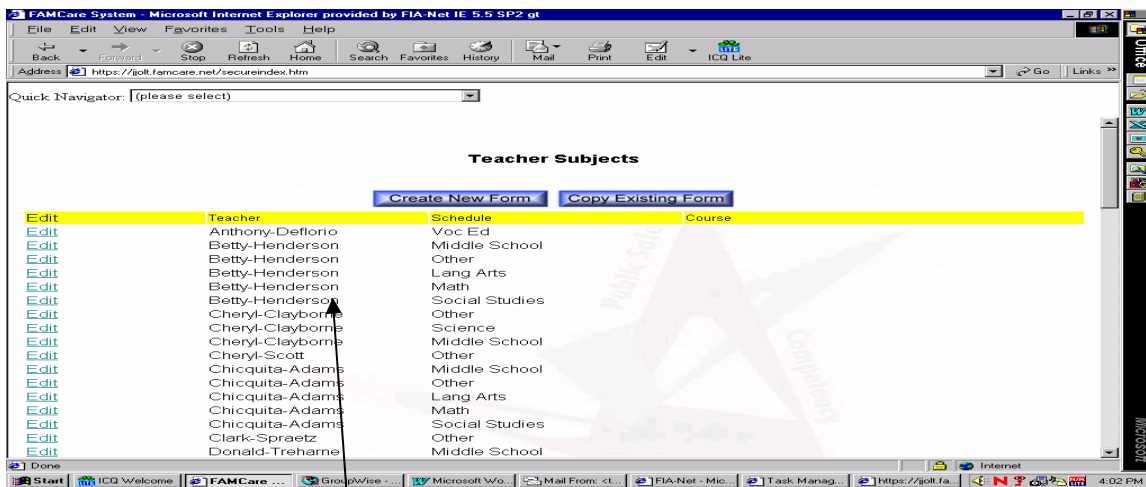 FAMCare System - Microsoft Internet Explorer provided by FIA-Net IE 5.5 SP2 gt
File Edit View Favorites Tools Help
Back Forward Stop Refresh Home Search Favorites History Mail Print Edit ICQ Lite
Address https://jjolt.famcare.net/secureindex.htm Go Links »
Quick Navigator: (please select)
Teacher Subjects
Create New Form Copy Existing Form
Edit Teacher Schedule Course
Edit Anthony-Deflorio Voc Ed
Edit Betty-Henderson Middle School
Edit Betty-Henderson Other
Edit Betty-Henderson Lang Arts
Edit Betty-Henderson Math
Edit Betty-Henderson Social Studies
Edit Cheryl-Clayborne Other
Edit Cheryl-Clayborne Science
Edit Cheryl-Clayborne Middle School
Edit Cheryl-Scott Other
Edit Chicquita-Adams Middle School
Edit Chicquita-Adams Other
Edit Chicquita-Adams Lang Arts
Edit Chicquita-Adams Math
Edit Chicquita-Adams Social Studies
Edit Clark-Spraetz Other
Edit Donald-Treharne Middle School
Public Safe
Competency
Done Internet
Start ICQ Welcome FAMCare ... GroupWise - ... Microsoft Wo... Mail From: <t... FIA-Net - Mic... Task Manag... https://jjolt.fa... 4:02 PM
Office
Microsoft